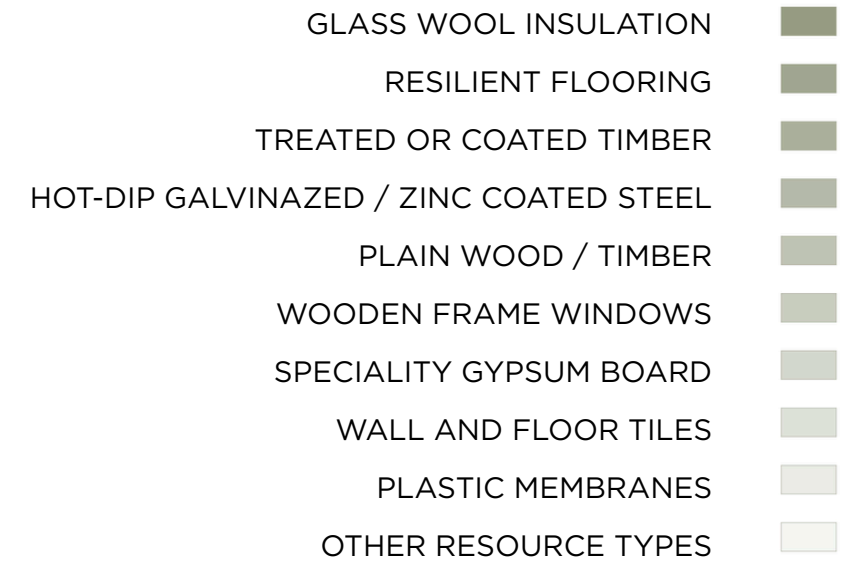 GLASS WOOL INSULATION
RESILIENT FLOORING
TREATED OR COATED TIMBER
HOT-DIP GALVINAZED / ZINC COATED STEEL
PLAIN WOOD / TIMBER
WOODEN FRAME WINDOWS
SPECIALITY GYPSUM BOARD
WALL AND FLOOR TILES
PLASTIC MEMBRANES
OTHER RESOURCE TYPES